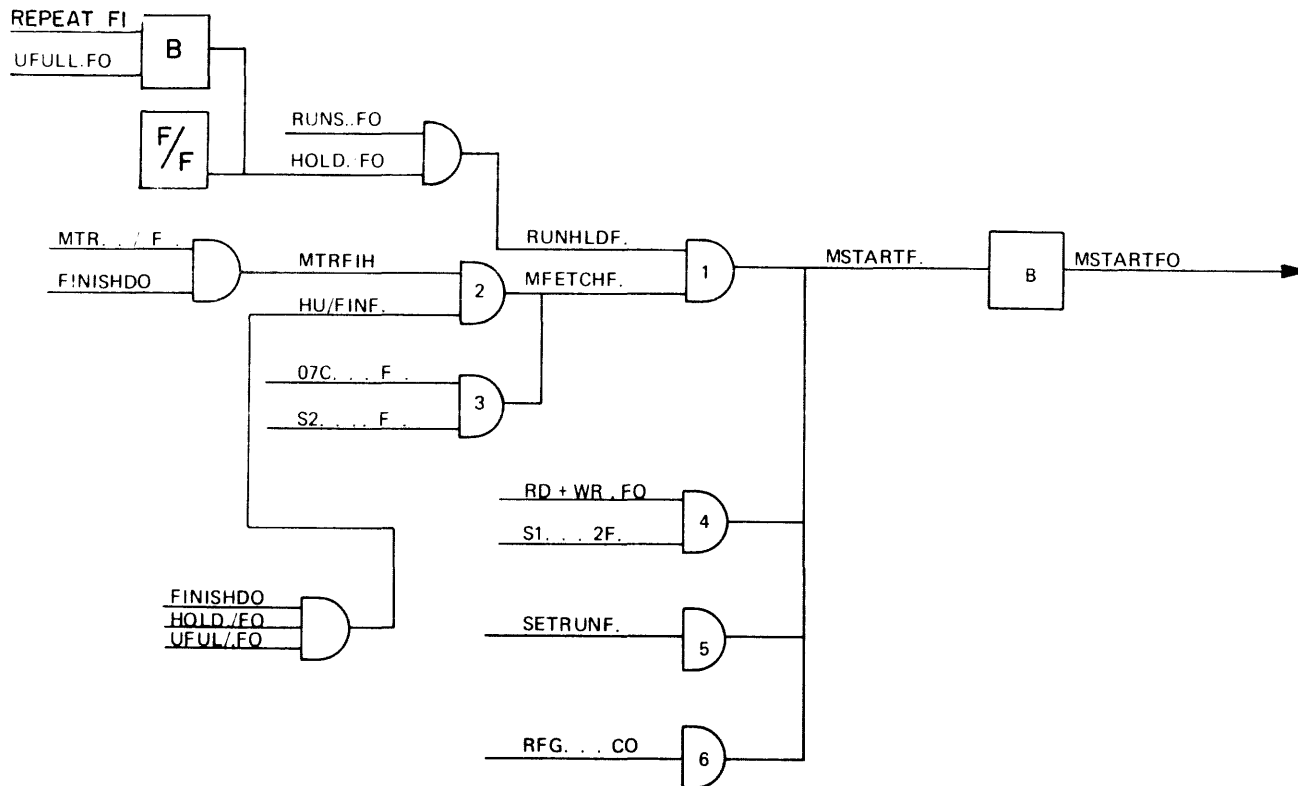 REPEAT FI
B
UFULL.FO
F/F
RUNS..FO
HOLD. FO
MTR. . / F .
FINISHDO
MTRFIH
HU/FINF.
2
RUNHLDF.
MFETCHF.
1
MSTARTF.
B
MSTARTFO
07C. . . F .
S2. . . . F .
3
RD + WR . FO
S1. . . 2F.
4
FINISHDO
HOLD./FO
UFUL/.FO
SETRUNF.
5
RFG. . . CO
6